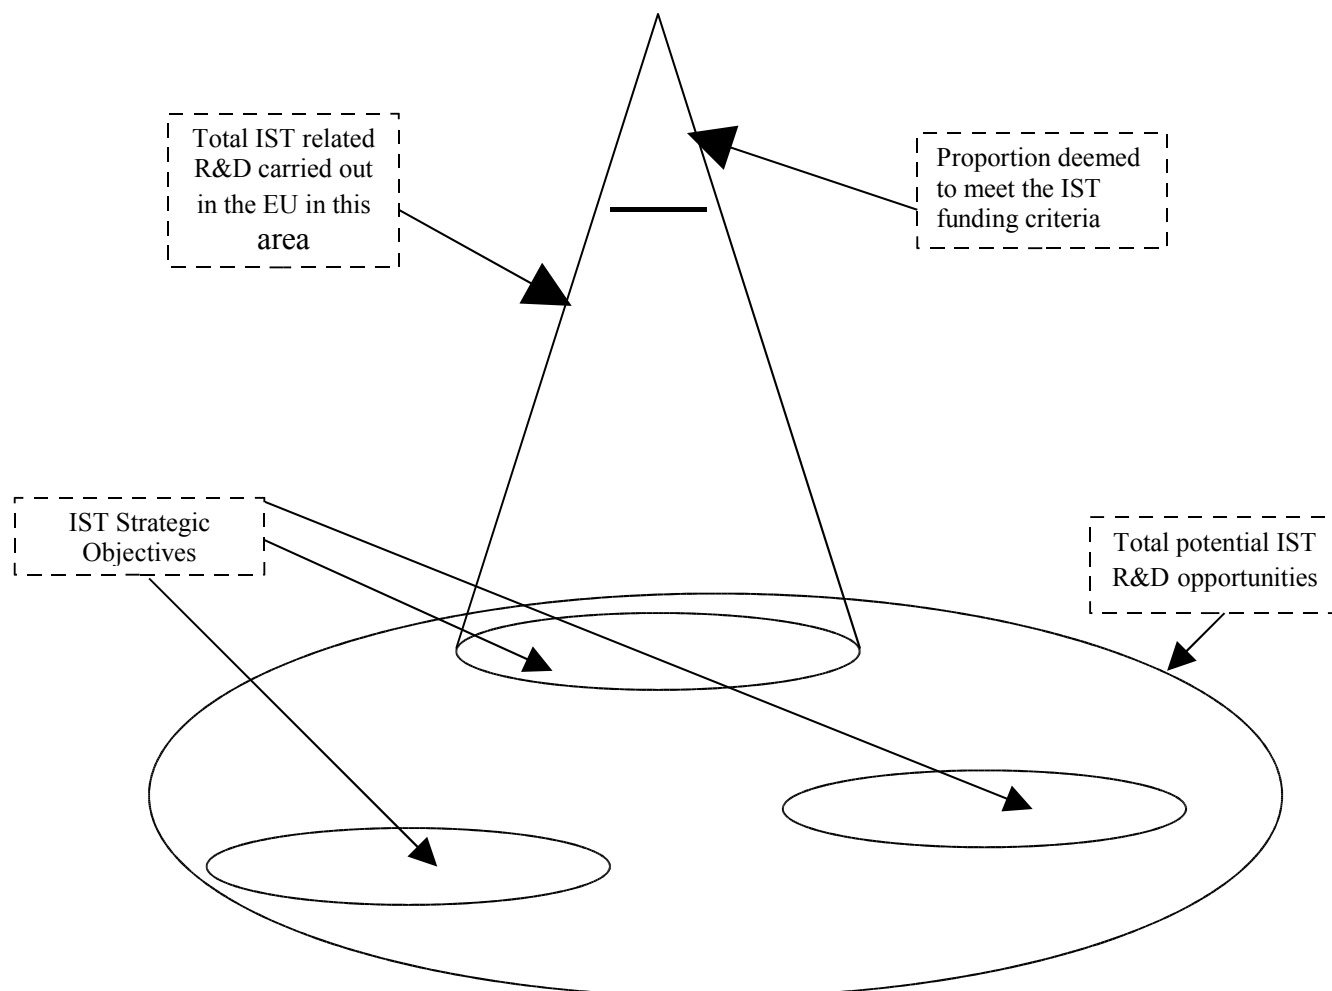 Total IST related
R&D carried out
in the EU in this
area
Proportion deemed
to meet the IST
funding criteria
IST Strategic
Objectives
Total potential IST
R&D opportunities